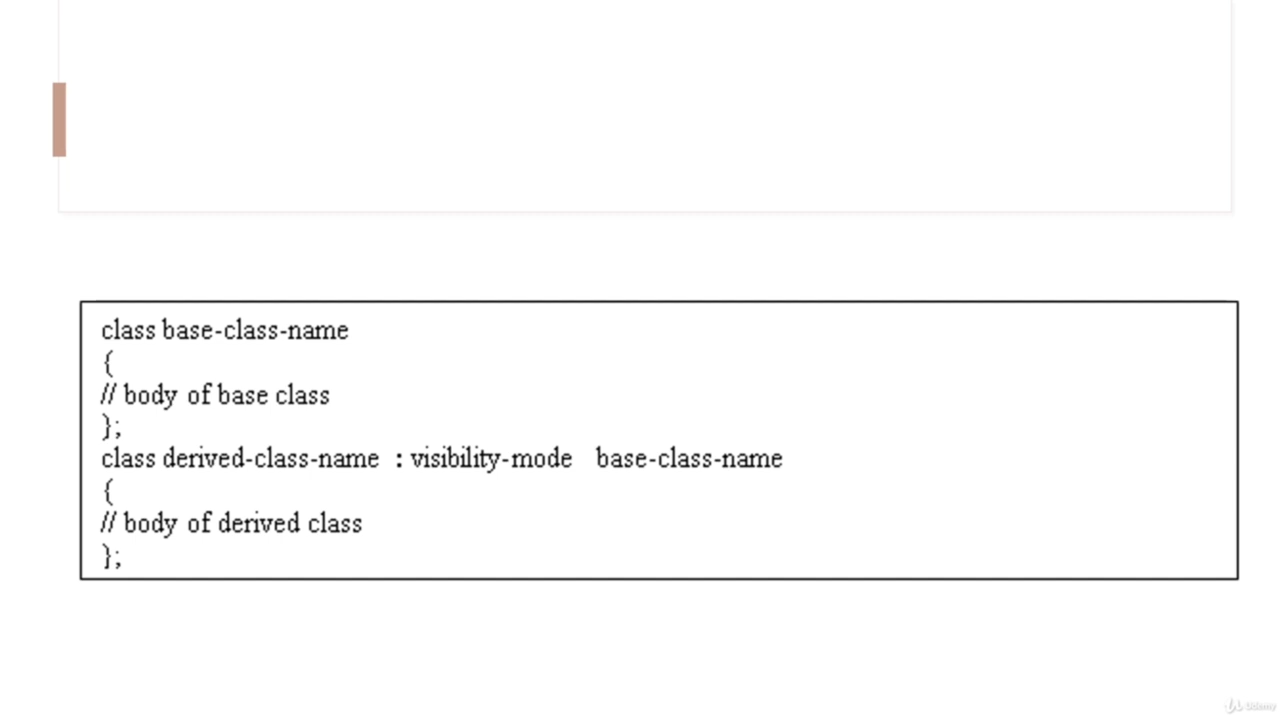 class base-class-name
{
// body of base class
};
class derived-class-name : visibility-mode base-class-name
{
// body of derived class
};
Udemy